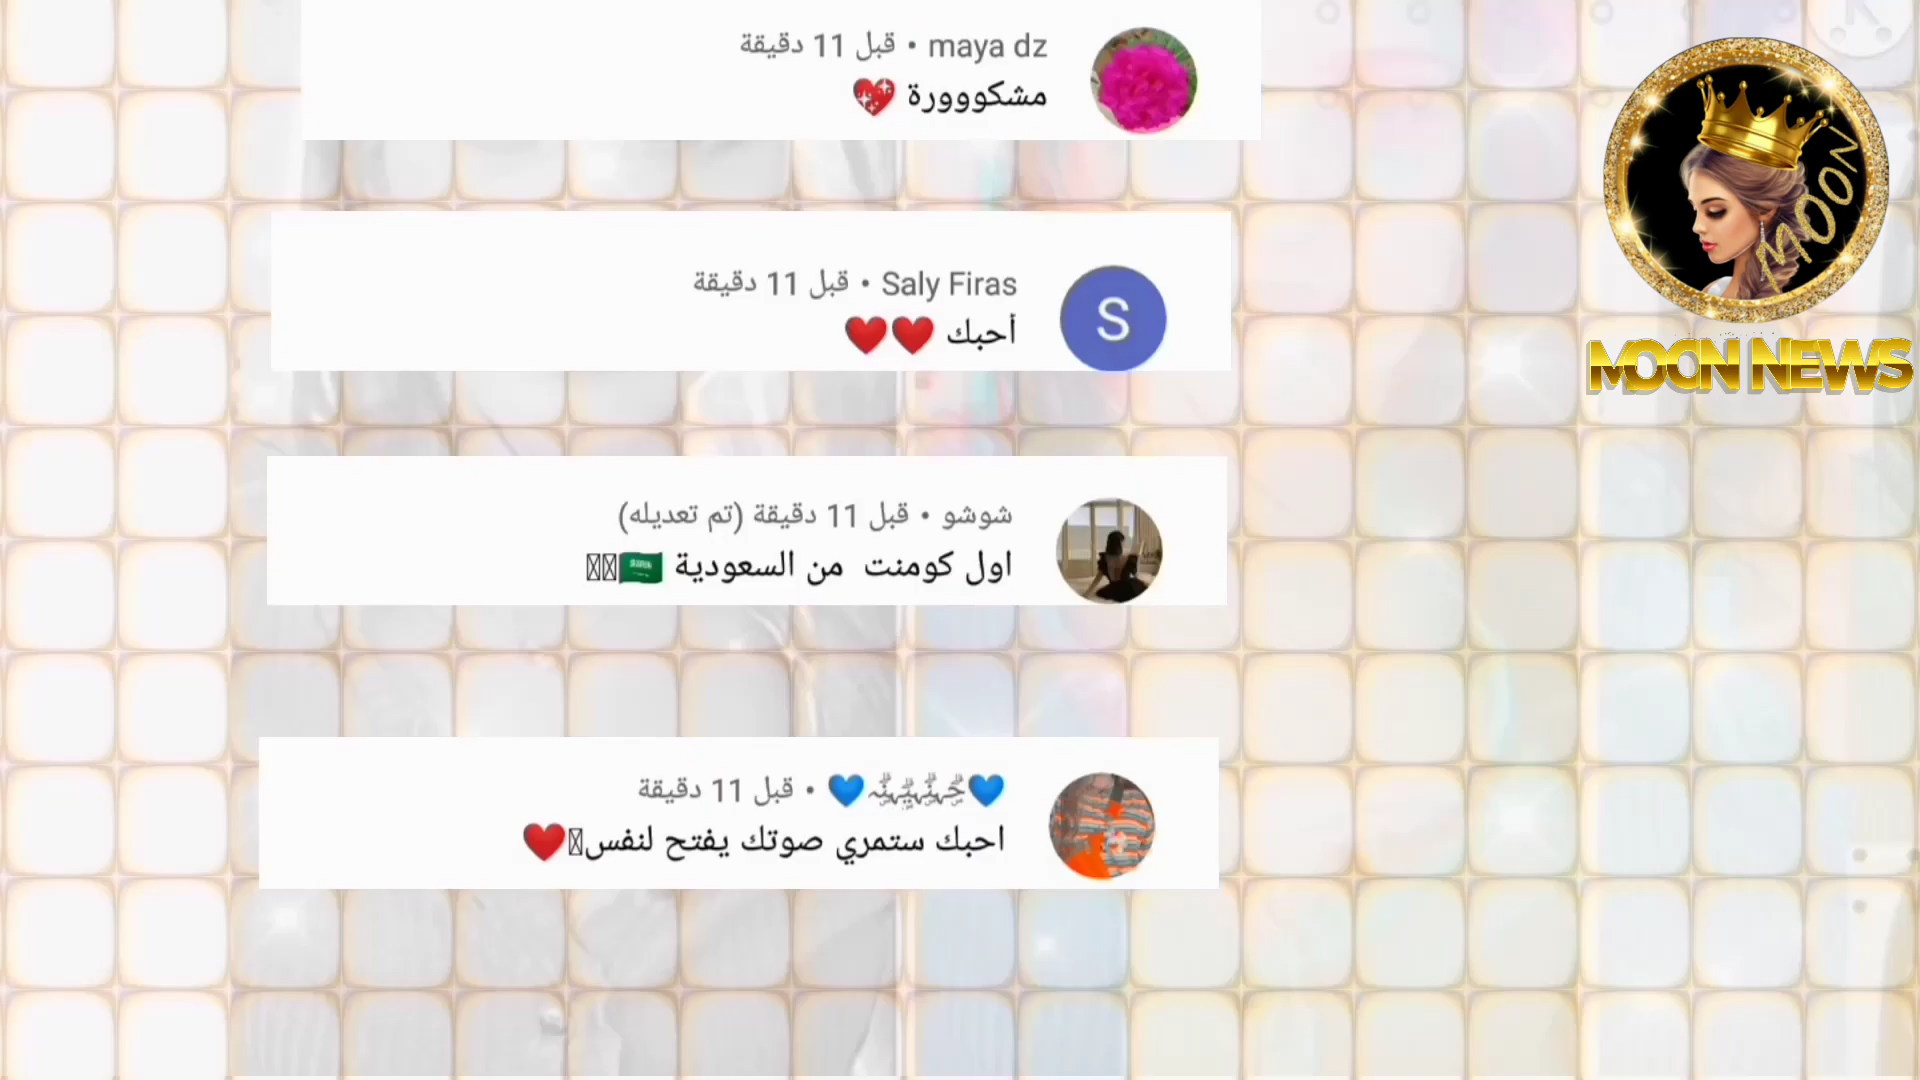 maya dz • قبل 11 دقيقة
مشكووورة 💖
Saly Firas • قبل 11 دقيقة
S
أحبك ❤️❤️
شوشو • قبل 11 دقيقة (تم تعديله)
اول كومنت من السعودية 🇸🇦
💙💙 • قبل 11 دقيقة
احبك ستمري صوتك يفتح لنفس❤️
MOON
MOON NEWS